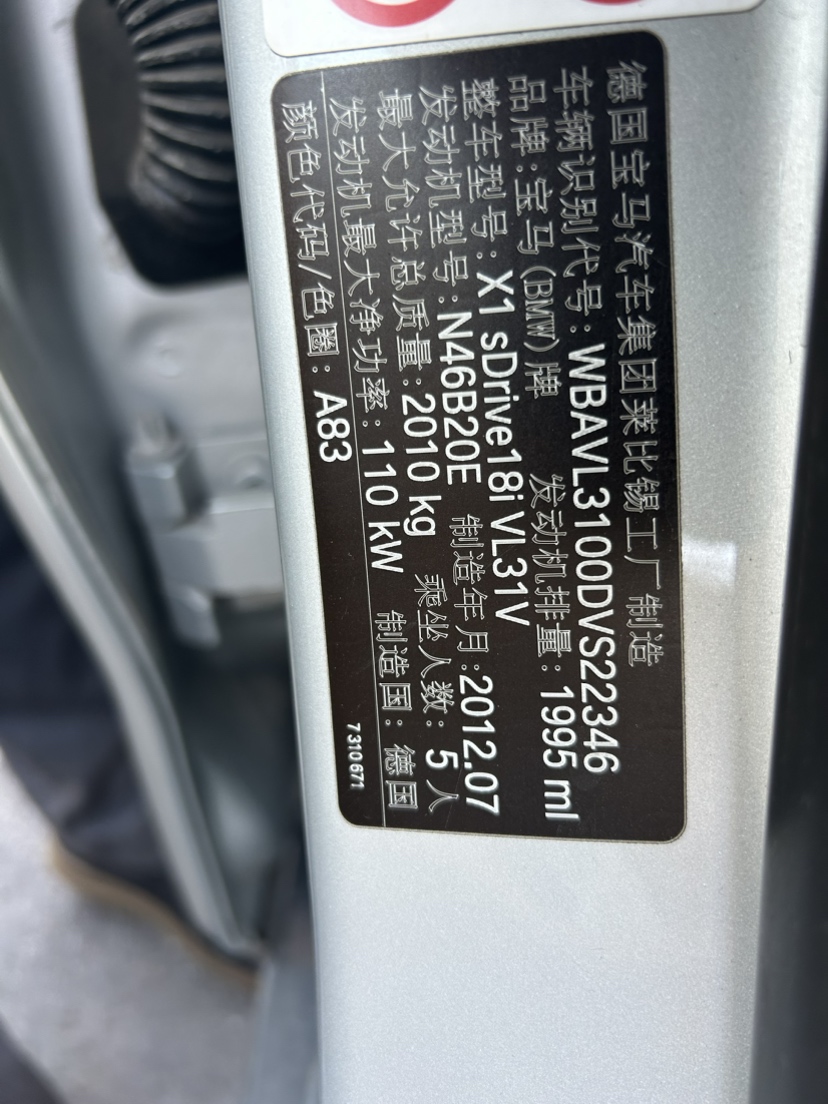 德国宝马汽车集团莱比锡工厂制造
车辆识别代号:WBAVL3100DVS22346
品牌:宝马(BMW)牌 发动机排量:1995 ml
整车型号:X1 sDrive18i VL31V
发动机型号:N46B20E 制造年月:2012.07
最大允许总质量:2010 kg 乘坐人数:5人
发动机最大净功率:110 kW 制造国:德国
颜色代码/色圈:A83
7310671